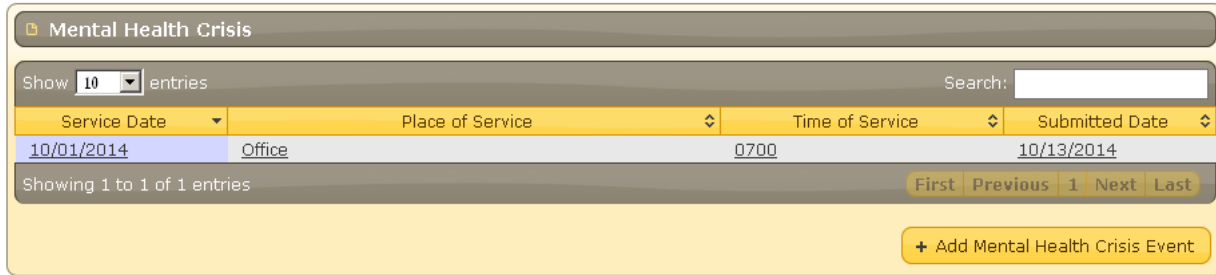 Mental Health Crisis
Show 10 entries Search:
Service Date Place of Service Time of Service Submitted Date
10/01/2014 Office 0700 10/13/2014
Showing 1 to 1 of 1 entries First Previous 1 Next Last
+ Add Mental Health Crisis Event